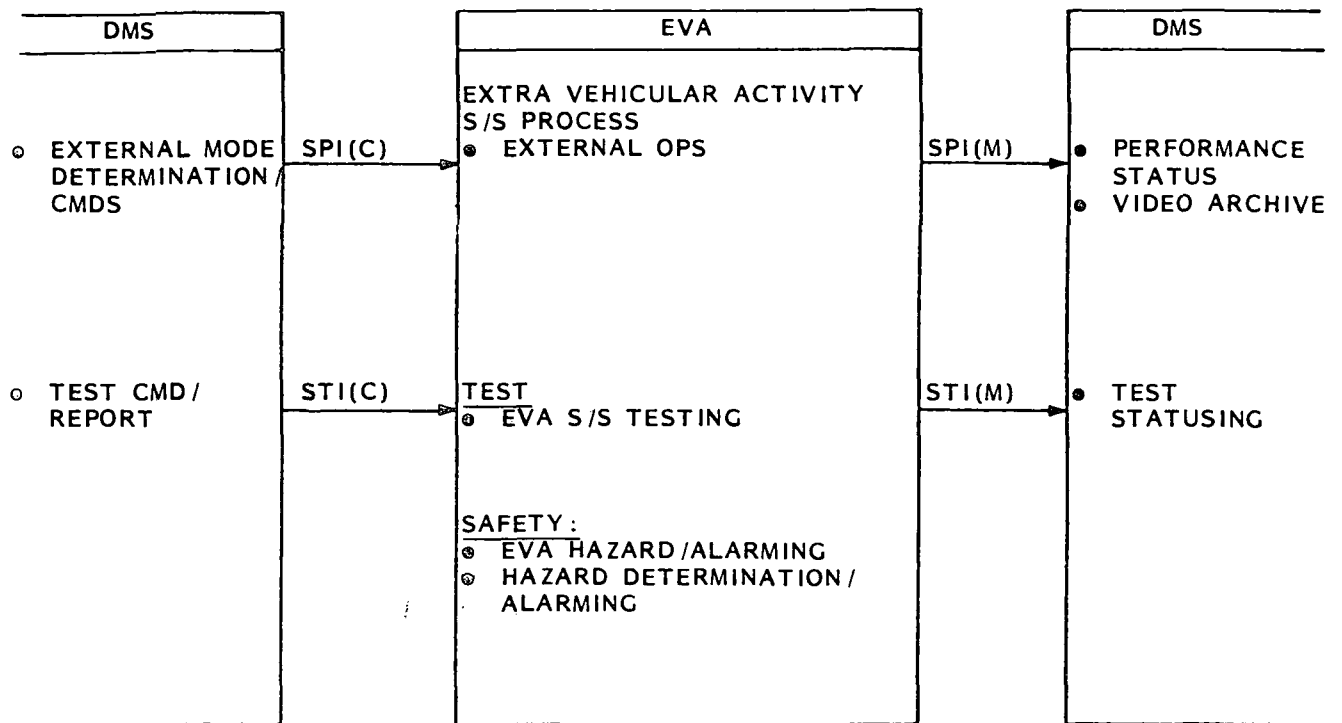 DMS
EVA
DMS
EXTRA VEHICULAR ACTIVITY
S/S PROCESS
EXTERNAL MODE
DETERMINATION/
CMDS
SPI(C)
EXTERNAL OPS
SPI(M)
PERFORMANCE
STATUS
VIDEO ARCHIVE
TEST CMD/
REPORT
STI(C)
TEST
EVA S/S TESTING
STI(M)
TEST
STATUSING
SAFETY:
EVA HAZARD/ALARMING
HAZARD DETERMINATION/
ALARMING